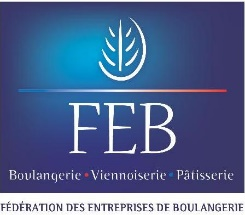 FEB
Boulangerie • Viennoiserie • Pâtisserie
FÉDÉRATION DES ENTREPRISES DE BOULANGERIE